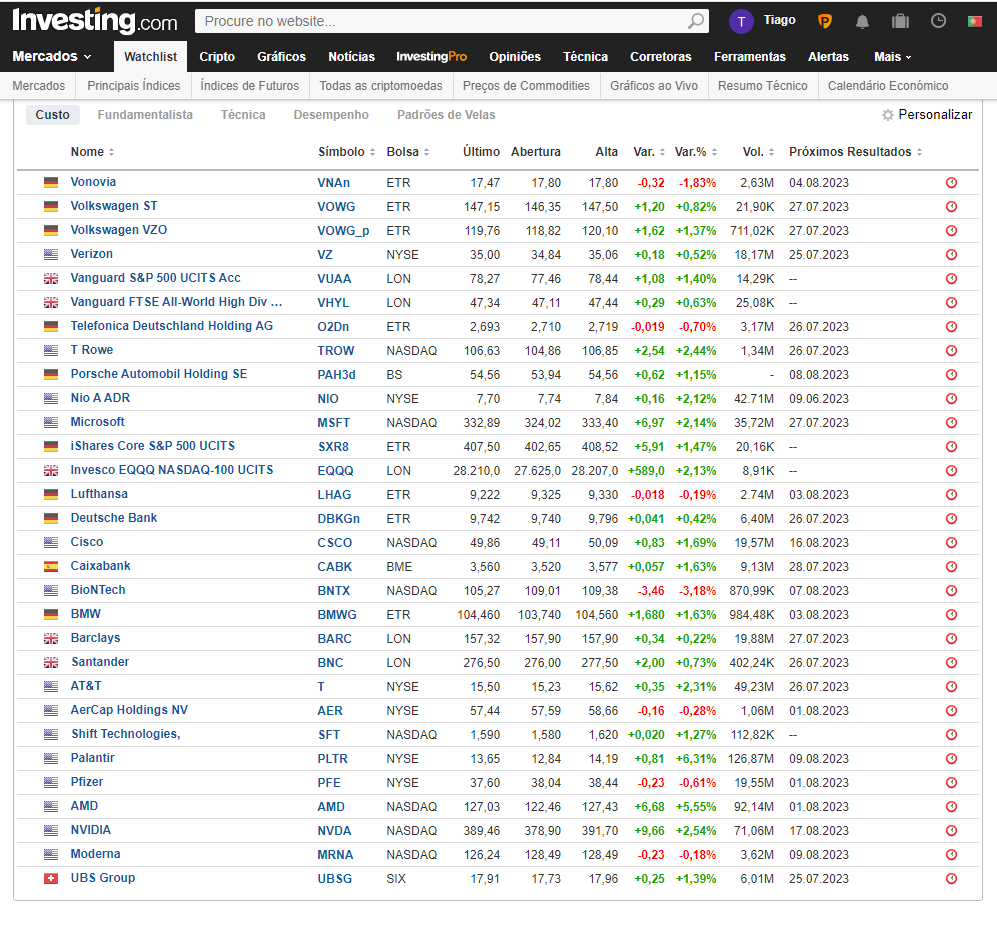 Investing.com Procure no website... T Tiago
Mercados Watchlist Cripto Gráficos Notícias InvestingPro Opiniões Técnica Corretoras Ferramentas Alertas Mais
Mercados Principais Índices Índices de Futuros Todas as criptomoedas Preços de Commodities Gráficos ao Vivo Resumo Técnico Calendário Econômico
Custo Fundamentalista Técnica Desempenho Padrões de Velas Personalizar
Nome Símbolo Bolsa Último Abertura Alta Var. Var.% Vol. Próximos Resultados
Vonovia VNAn ETR 17,47 17,80 17,80 -0,32 -1,83% 2,63M 04.08.2023
Volkswagen ST VOWG ETR 147,15 146,35 147,50 +1,20 +0,82% 21,90K 27.07.2023
Volkswagen VZO VOWG_p ETR 119,76 118,82 120,10 +1,62 +1,37% 711,02K 27.07.2023
Verizon VZ NYSE 35,00 34,84 35,06 +0,18 +0,52% 18,17M 25.07.2023
Vanguard S&P 500 UCITS Acc VUAA LON 78,27 77,46 78,44 +1,08 +1,40% 14,29K --
Vanguard FTSE All-World High Div ... VHYL LON 47,34 47,11 47,44 +0,29 +0,63% 25,08K --
Telefonica Deutschland Holding AG O2Dn ETR 2,693 2,710 2,719 -0,019 -0,70% 3,17M 26.07.2023
T Rowe TROW NASDAQ 106,63 104,86 106,85 +2,54 +2,44% 1,34M 26.07.2023
Porsche Automobil Holding SE PAH3d BS 54,56 53,94 54,56 +0,62 +1,15% - 08.08.2023
Nio A ADR NIO NYSE 7,70 7,74 7,84 +0,16 +2,12% 42.71M 09.06.2023
Microsoft MSFT NASDAQ 332,89 324,02 333,40 +6,97 +2,14% 35,72M 27.07.2023
iShares Core S&P 500 UCITS SXR8 ETR 407,50 402,65 408,52 +5,91 +1,47% 20,16K --
Invesco EQQQ NASDAQ-100 UCITS EQQQ LON 28.210,0 27.625,0 28.207,0 +589,0 +2,13% 8,91K --
Lufthansa LHAG ETR 9,222 9,325 9,330 -0,018 -0,19% 2.74M 03.08.2023
Deutsche Bank DBKGn ETR 9,742 9,740 9,796 +0,041 +0,42% 6,40M 26.07.2023
Cisco CSCO NASDAQ 49,86 49,11 50,09 +0,83 +1,69% 19,57M 16.08.2023
Caixabank CABK BME 3,560 3,520 3,577 +0,057 +1,63% 9,13M 28.07.2023
BioNTech BNTX NASDAQ 105,27 109,01 109,38 -3,46 -3,18% 870,99K 07.08.2023
BMW BMWG ETR 104,460 103,740 104,560 +1,680 +1,63% 984,48K 03.08.2023
Barclays BARC LON 157,32 157,90 157,90 +0,34 +0,22% 19,88M 27.07.2023
Santander BNC LON 276,50 276,00 277,50 +2,00 +0,73% 402,24K 26.07.2023
AT&T T NYSE 15,50 15,23 15,62 +0,35 +2,31% 49,23M 26.07.2023
AerCap Holdings NV AER NYSE 57,44 57,59 58,66 -0,16 -0,28% 1,06M 01.08.2023
Shift Technologies, SFT NASDAQ 1,590 1,580 1,620 +0,020 +1,27% 112,82K --
Palantir PLTR NYSE 13,65 12,84 14,19 +0,81 +6,31% 126,87M 09.08.2023
Pfizer PFE NYSE 37,60 38,04 38,44 -0,23 -0,61% 19,55M 01.08.2023
AMD AMD NASDAQ 127,03 122,46 127,43 +6,68 +5,55% 92,14M 01.08.2023
NVIDIA NVDA NASDAQ 389,46 378,90 391,70 +9,66 +2,54% 71,06M 17.08.2023
Moderna MRNA NASDAQ 126,24 128,49 128,49 -0,23 -0,18% 3,62M 09.08.2023
UBS Group UBSG SIX 17,91 17,73 17,96 +0,25 +1,39% 6,01M 25.07.2023